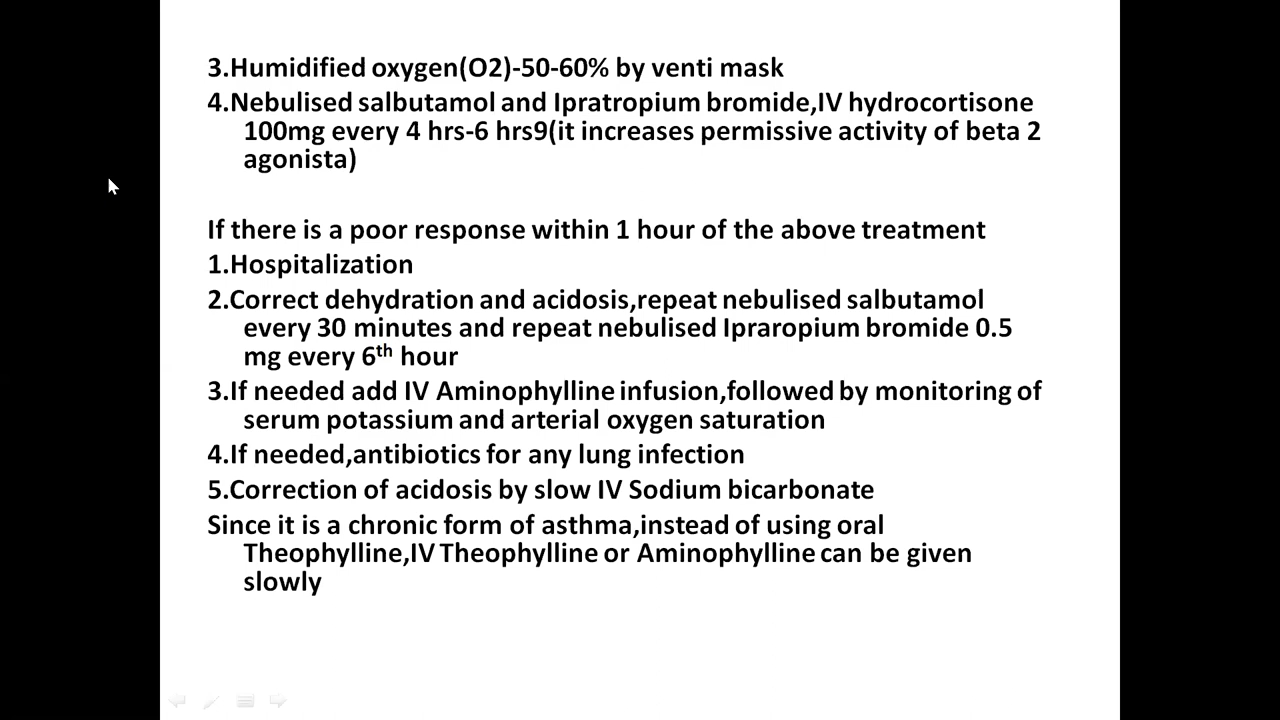 3.Humidified oxygen(O2)-50-60% by venti mask
4.Nebulised salbutamol and Ipratropium bromide,IV hydrocortisone
100mg every 4 hrs-6 hrs9(it increases permissive activity of beta 2
agonista)
If there is a poor response within 1 hour of the above treatment
1.Hospitalization
2.Correct dehydration and acidosis,repeat nebulised salbutamol
every 30 minutes and repeat nebulised Ipraropium bromide 0.5
mg every 6th hour
3.If needed add IV Aminophylline infusion,followed by monitoring of
serum potassium and arterial oxygen saturation
4.If needed,antibiotics for any lung infection
5.Correction of acidosis by slow IV Sodium bicarbonate
Since it is a chronic form of asthma,instead of using oral
Theophylline,IV Theophylline or Aminophylline can be given
slowly